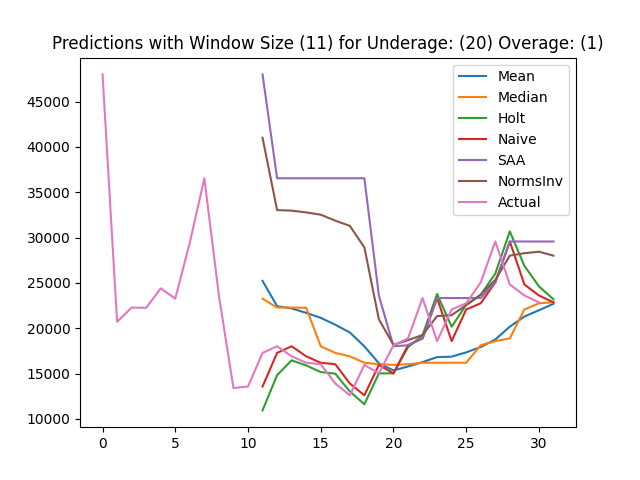 Predictions with Window Size (11) for Underage: (20) Overage: (1)
45000
40000
35000
30000
25000
20000
15000
10000
0
5
10
15
20
25
30
Mean
Median
Holt
Naive
SAA
NormsInv
Actual